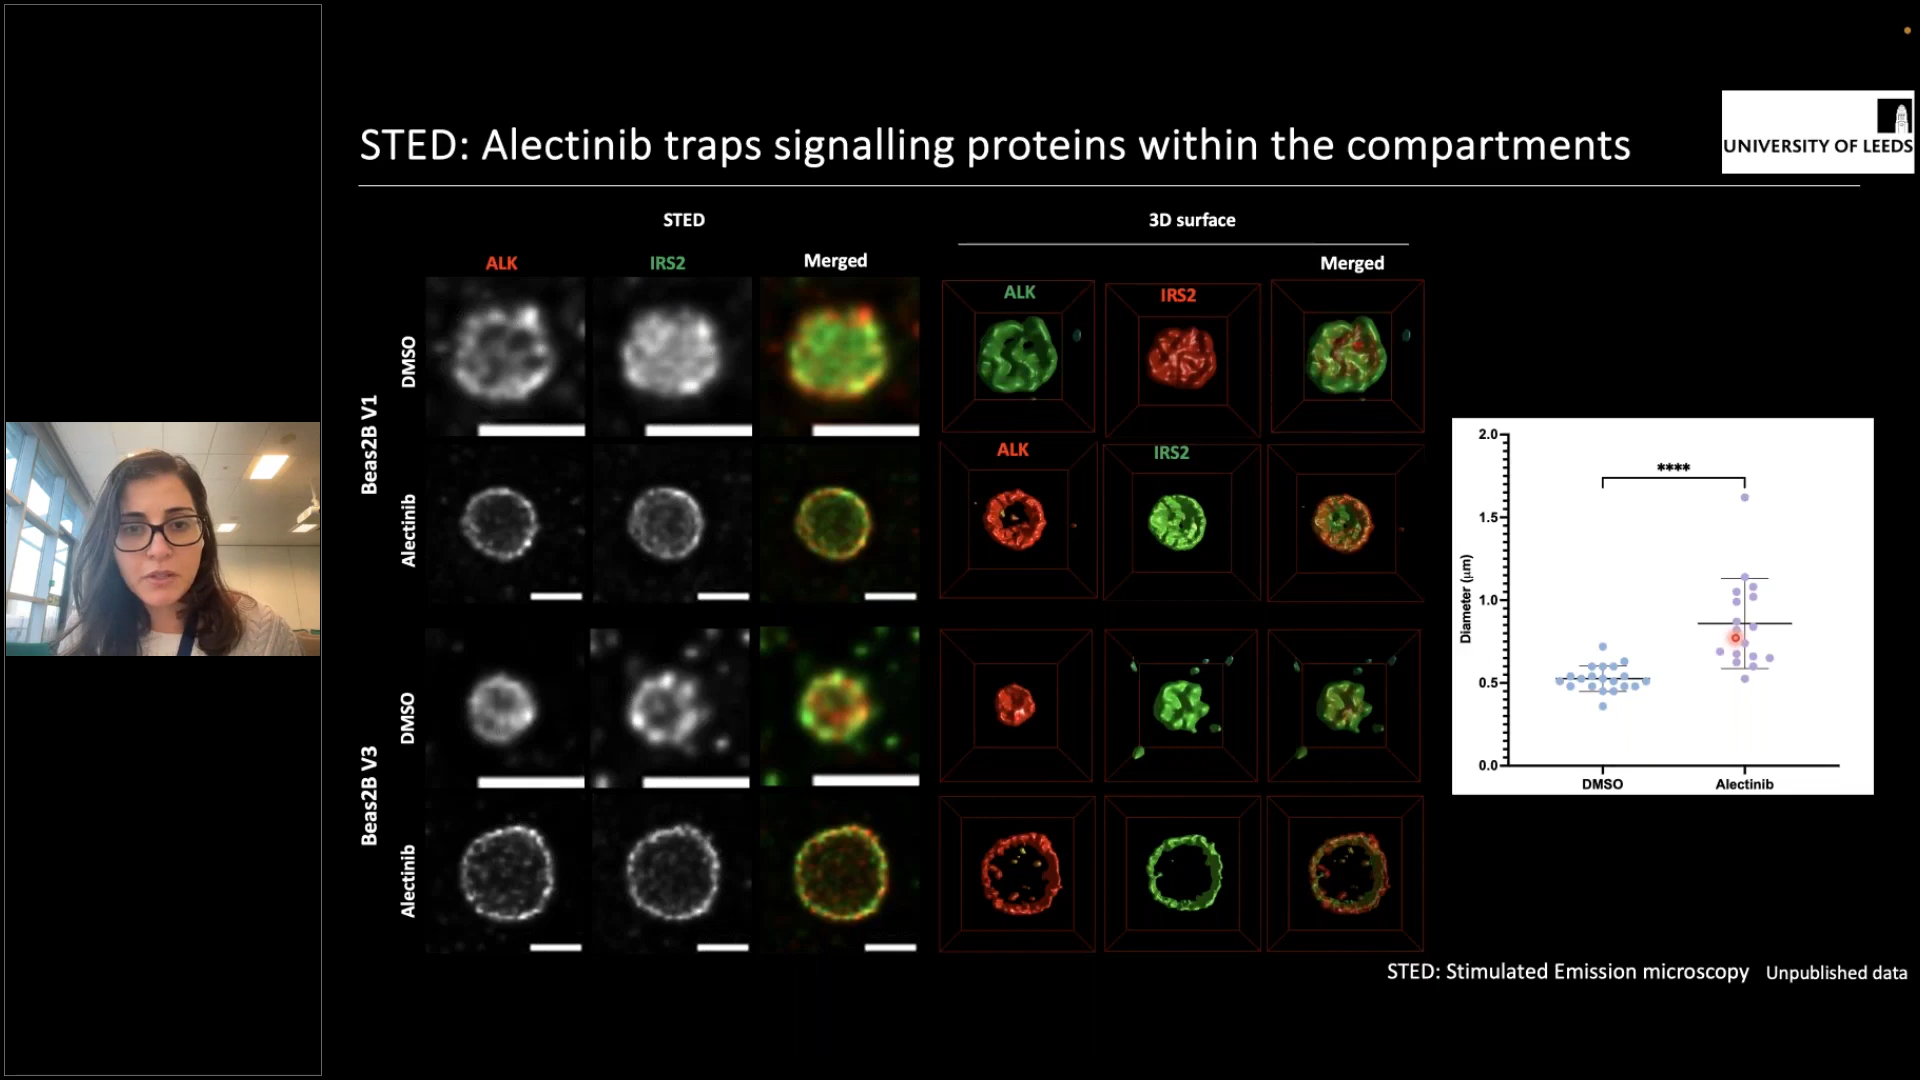 STED: Alectinib traps signalling proteins within the compartments
UNIVERSITY OF LEEDS
STED
3D surface
ALK
IRS2
Merged
Merged
ALK
IRS2
Beas2B V1
DMSO
Alectinib
ALK
IRS2
Beas2B V3
DMSO
Alectinib
2.0
1.5
1.0
0.5
0.0
Diameter (μm)
****
DMSO
Alectinib
STED: Stimulated Emission microscopy
Unpublished data